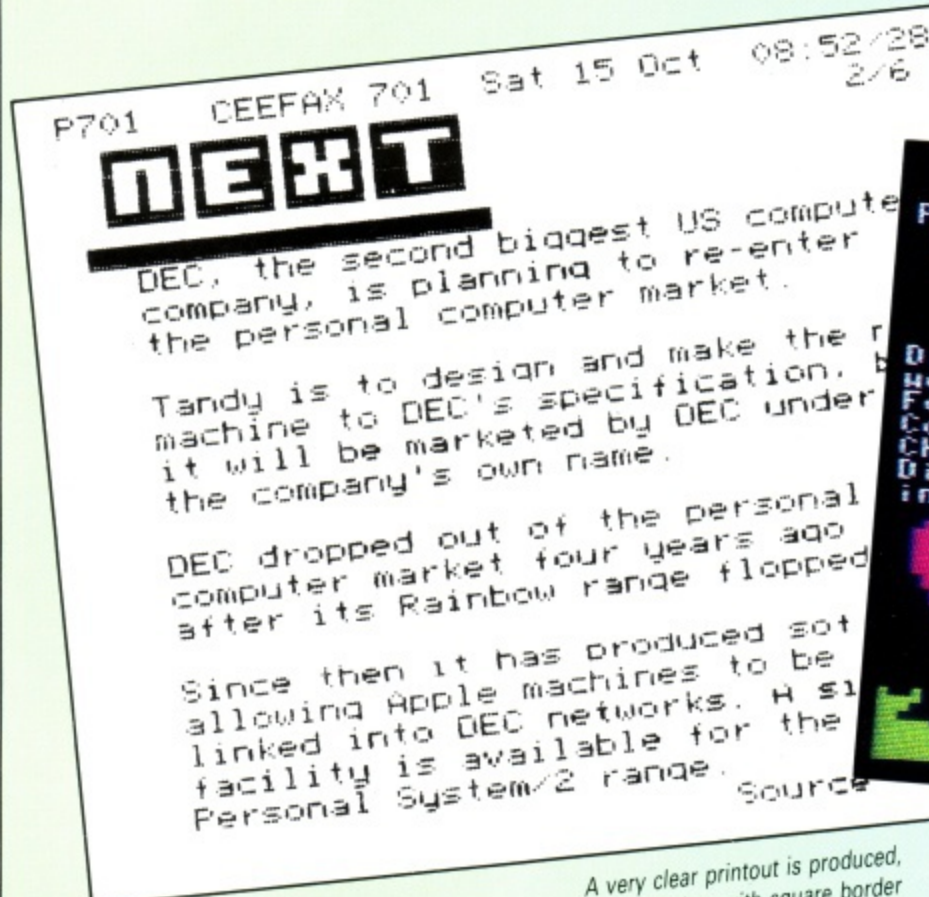 P701 CEEFAX 701 Sat 15 Oct 08:52/28
2/6
NEXT
DEC, the second biggest US compute
company, is planning to re-enter
the personal computer market.
Tandy is to design and make the
machine to DEC's specification, b
it will be marketed by DEC under
the company's own name.
DEC dropped out of the personal
computer market four years ago
after its Rainbow range flopped
Since then it has produced sof
allowing Apple machines to be
linked into DEC networks. A si
facility is available for the
Personal System/2 range.
Source
A very clear printout is produced,
square border